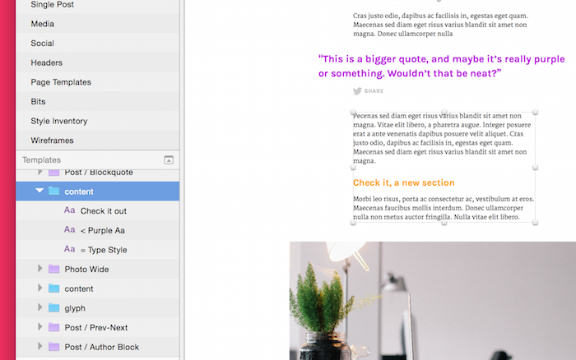 Single Post
Media
Social
Headers
Page Templates
Bits
Style Inventory
Wireframes
Templates
Post / Blockquote
content
Aa Check it out
Aa < Purple Aa
Aa = Type Style
Photo Wide
content
glyph
Post / Prev-Next
Post / Author Block
Cras justo odio, dapibus ac facilisis in, egestas eget quam.
Maecenas sed diam eget risus varius blandit sit amet non
magna. Donec ullamcorper nulla
“This is a bigger quote, and maybe it’s really purple
or something. Wouldn’t that be neat?”
SHARE
Pecenas sed diam eget risus varius blandit sit amet non
magna. Vitae elit libero, a pharetra augue. Integer posuere
erat a ante venenatis dapibus posuere velit aliquet. Cras
justo odio, dapibus ac facilisis in, egestas eget quam.
Maecenas sed diam eget risus varius blandit sit amet non
magna.
Check it, a new section
Morbi leo risus, porta ac consectetur ac, vestibulum at eros.
Maecenas faucibus mollis interdum. Donec ullamcorper
nulla non metus auctor fringilla. Nulla vitae elit libero.